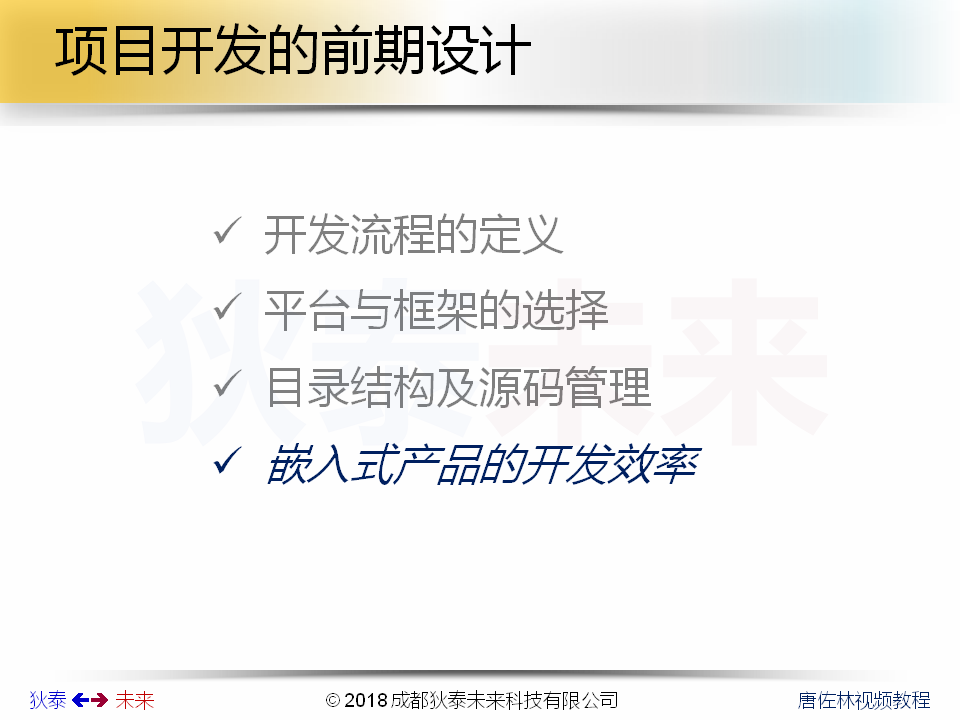 项目开发的前期设计
✓ 开发流程的定义
✓ 平台与框架的选择
✓ 目录结构及源码管理
✓ 嵌入式产品的开发效率
狄泰未来
狄泰 未来 © 2018 成都狄泰未来科技有限公司 唐佐林视频教程